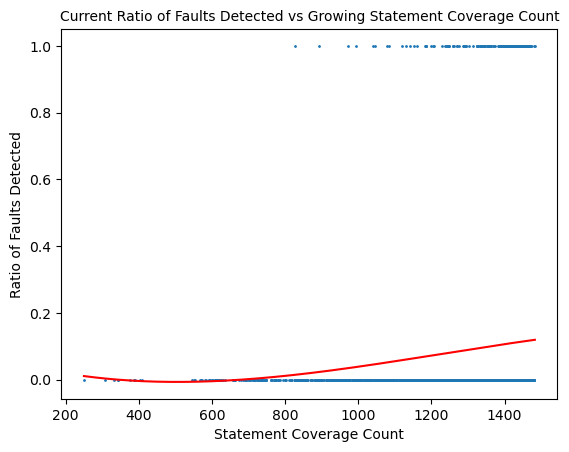 Current Ratio of Faults Detected vs Growing Statement Coverage Count
1.0
0.8
0.6
0.4
0.2
0.0
Ratio of Faults Detected
200 400 600 800 1000 1200 1400
Statement Coverage Count